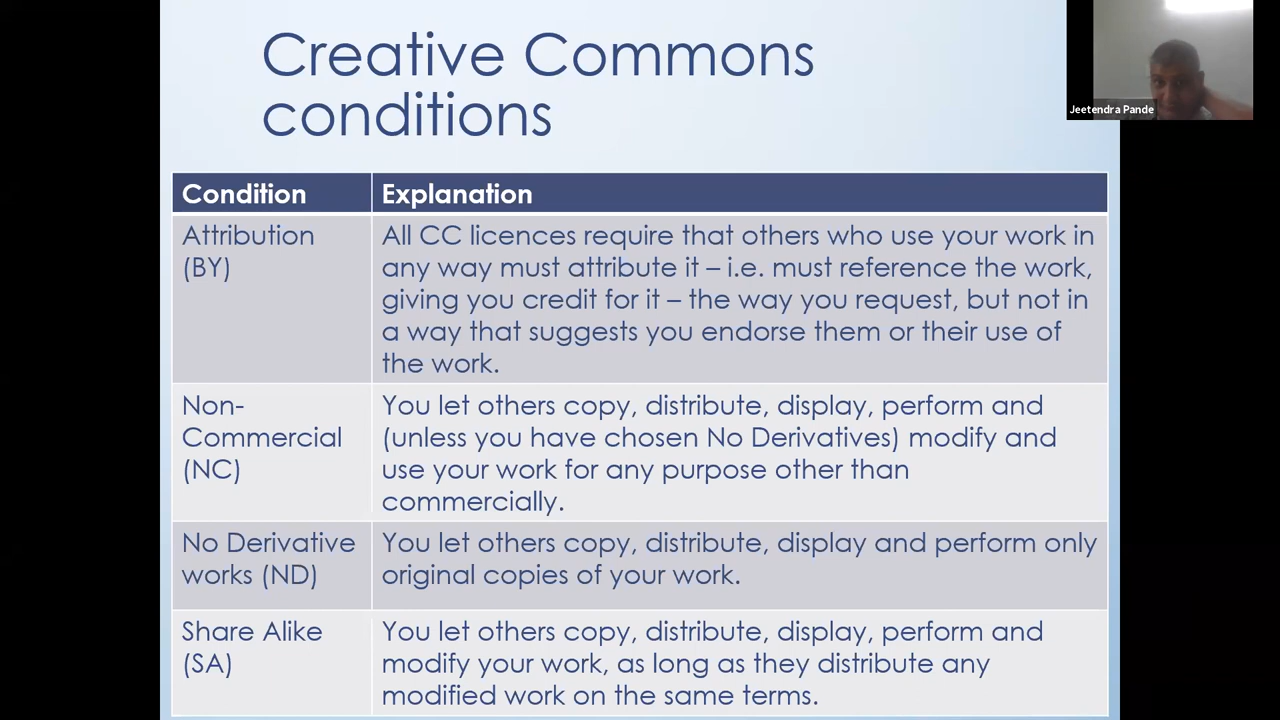 Creative Commons
conditions
Jeetendra Pande
Condition
Explanation
Attribution
(BY)
All CC licences require that others who use your work in
any way must attribute it – i.e. must reference the work,
giving you credit for it – the way you request, but not in
a way that suggests you endorse them or their use of
the work.
Non-
Commercial
(NC)
You let others copy, distribute, display, perform and
(unless you have chosen No Derivatives) modify and
use your work for any purpose other than
commercially.
No Derivative
works (ND)
You let others copy, distribute, display and perform only
original copies of your work.
Share Alike
(SA)
You let others copy, distribute, display, perform and
modify your work, as long as they distribute any
modified work on the same terms.